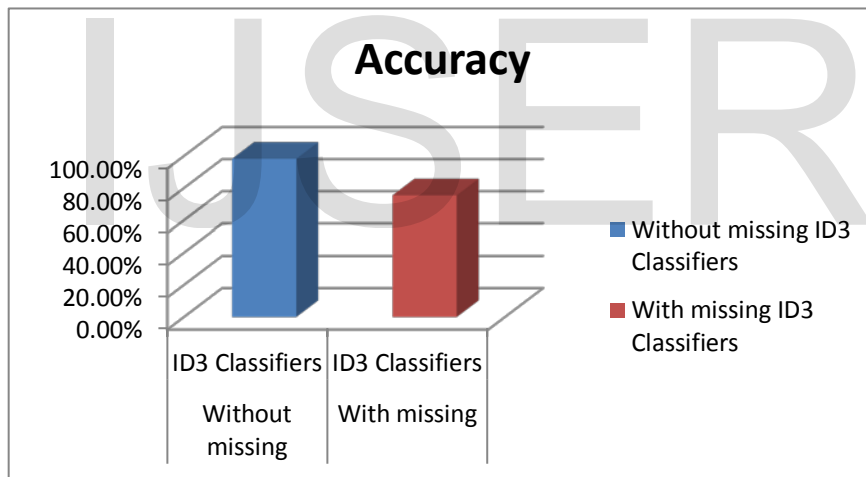 IJSER
Accuracy
100.00%
80.00%
60.00%
40.00%
20.00%
0.00%
ID3 Classifiers
ID3 Classifiers
Without
missing
With missing
Without missing ID3
Classifiers
With missing ID3
Classifiers